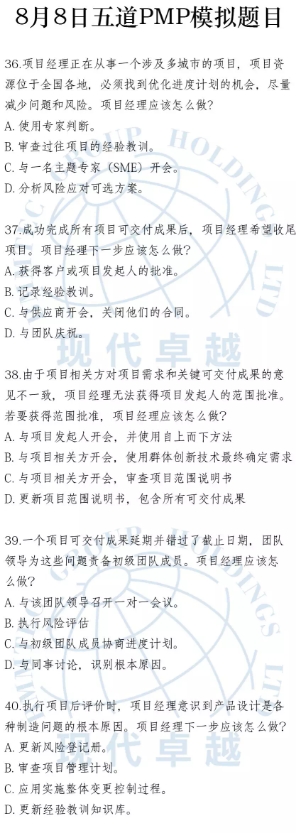 8月8日五道PMP模拟题目
36.项目经理正在从事一个涉及多城市的项目，项目资
源位于全国各地，必须找到优化进度计划的机会，尽量
减少问题和风险。项目经理应该怎么做?
A. 使用专家判断。
B. 审查过往项目的经验教训。
C. 与一名主题专家（SME）开会。
D. 分析风险应对可选方案。
37.成功完成所有项目可交付成果后，项目经理希望收尾
项目。项目经理下一步应该怎么做?
A. 获得客户或项目发起人的批准。
B. 记录经验教训。
C. 与供应商开会，关闭他们的合同。
D. 与团队庆祝。
38.由于项目相关方对项目需求和关键可交付成果的意
见不一致，项目经理无法获得项目发起人的范围批准。
若要获得范围批准，项目经理应该怎么做?
A. 与项目发起人开会，并使用自上而下方法
B. 与项目相关方开会，使用群体创新技术最终确定需求
C. 与项目相关方开会，审查项目范围说明书
D. 更新项目范围说明书，包含所有可交付成果
39.一个项目可交付成果延期并错过了截止日期，团队
领导为这些问题责备初级团队成员。项目经理应该怎
么做?
A. 与该团队领导召开一对一会议。
B. 执行风险评估
C. 与初级团队成员协商进度计划。
D. 与同事讨论，识别根本原因。
40.执行项目后评价时，项目经理意识到产品设计是各
种制造问题的根本原因。项目经理下一步应该怎么做?
A. 更新风险登记册。
B. 审查项目管理计划。
C. 应用实施整体变更控制过程。
D. 更新经验教训知识库。
现代卓越
现代卓越